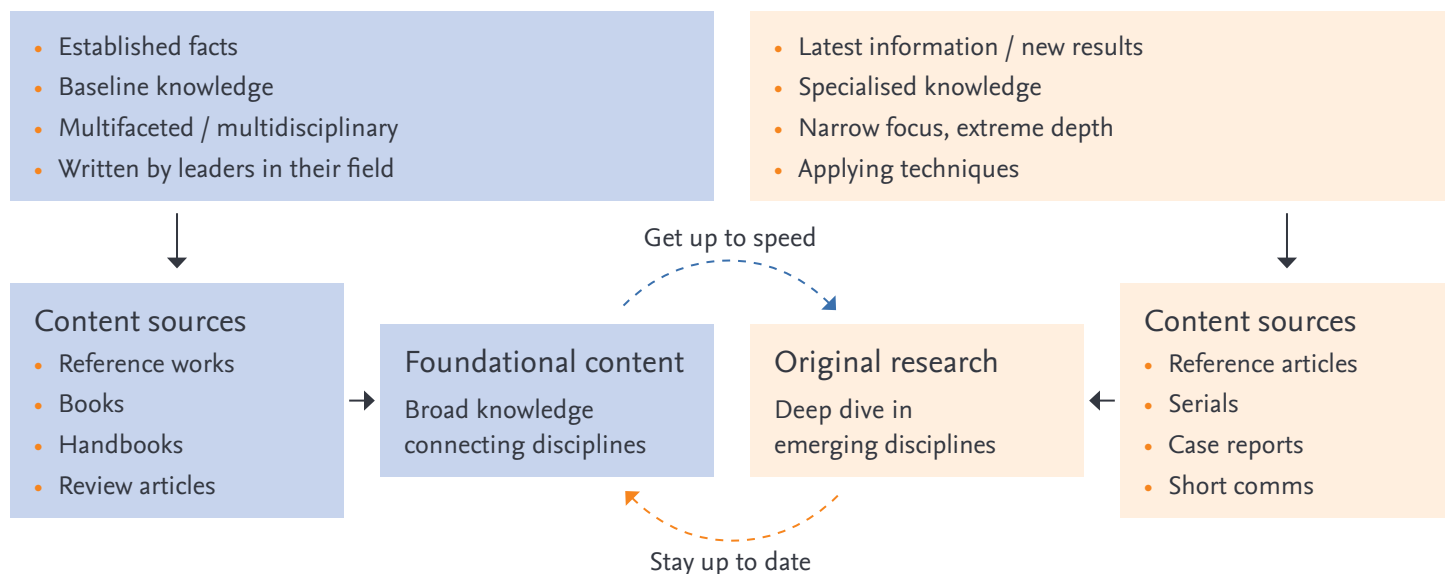 • Established facts
• Baseline knowledge
• Multifaceted / multidisciplinary
• Written by leaders in their field
• Latest information / new results
• Specialised knowledge
• Narrow focus, extreme depth
• Applying techniques
Get up to speed
Content sources
• Reference works
• Books
• Handbooks
• Review articles
Foundational content
Broad knowledge
connecting disciplines
Original research
Deep dive in
emerging disciplines
Content sources
• Reference articles
• Serials
• Case reports
• Short comms
Stay up to date